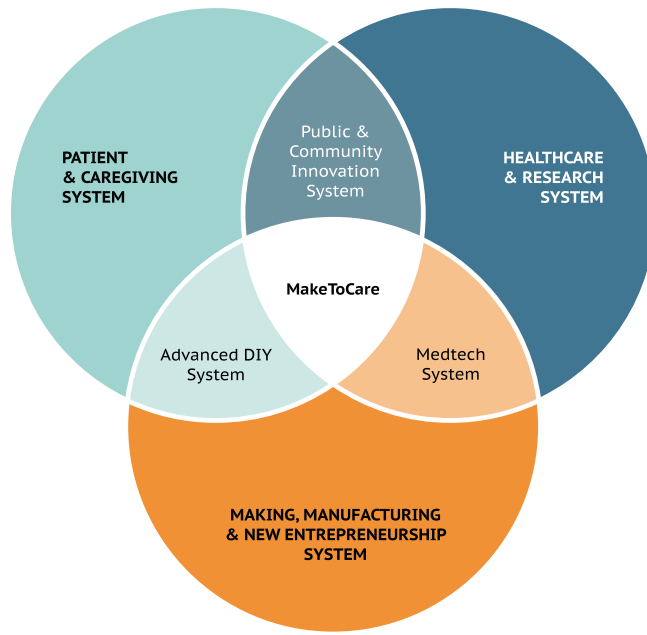 Public &
Community
Innovation
System
PATIENT
& CAREGIVING
SYSTEM
HEALTHCARE
& RESEARCH
SYSTEM
MakeToCare
Advanced DIY
System
Medtech
System
MAKING, MANUFACTURING
& NEW ENTREPRENEURSHIP
SYSTEM